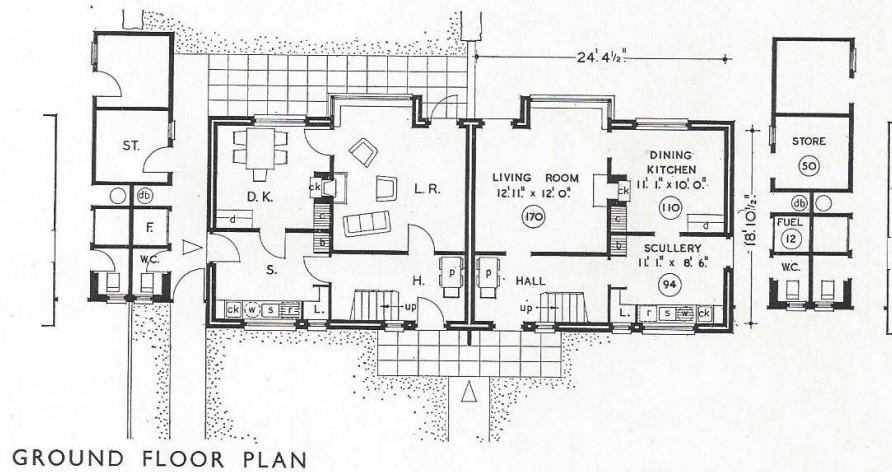 24'. 4½".
ST.
db
F.
W.C.
D. K.
d
ck
c
b
L. R.
S.
H.
p
ck w s r
L.
up
LIVING ROOM
12'. 11." x 12'. 0."
170
DINING
KITCHEN
11'. 1." x 10'. 0."
110
ck
c
d
b
SCULLERY
11'. 1." x 8'. 6."
94
p
HALL
up
L.
r s w ck
18'. 10½".
STORE
50
db
FUEL
12
W.C.
GROUND FLOOR PLAN